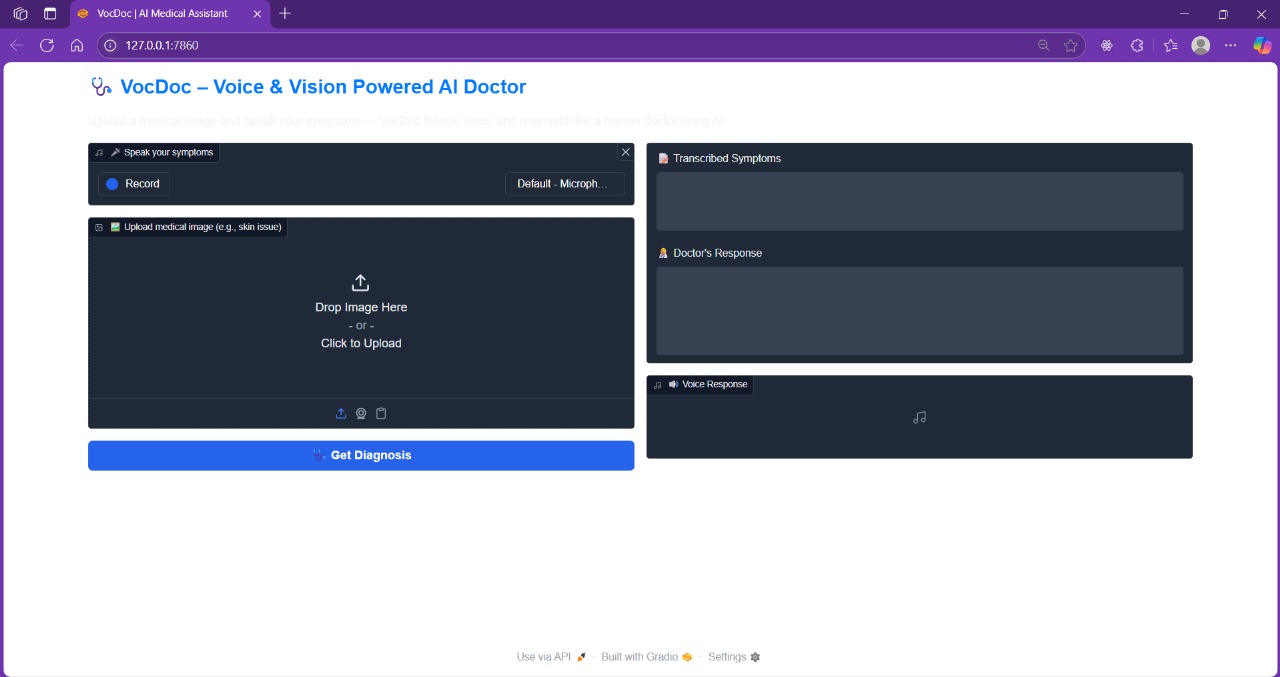 VocDoc | AI Medical Assistant
127.0.0.1:7860
VocDoc – Voice & Vision Powered AI Doctor
Upload a medical image and speak your symptoms — VocDoc listens, sees, and responds like a human doctor using AI.
Speak your symptoms
Record
Default - Microph...
Upload medical image (e.g., skin issue)
Drop Image Here
- or -
Click to Upload
Get Diagnosis
Transcribed Symptoms
Doctor's Response
Voice Response
Use via API · Built with Gradio · Settings